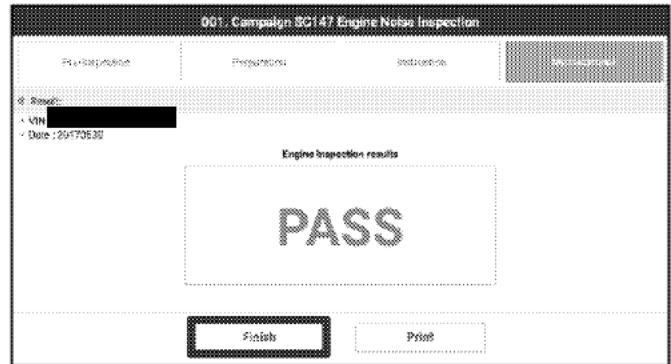 001. Campaign SC147 Engine Noise Inspection
Pre-Inspection Preparation Instruction
Result:
VIN
Date : 20170530
Engine Inspection results
PASS
Finish Print